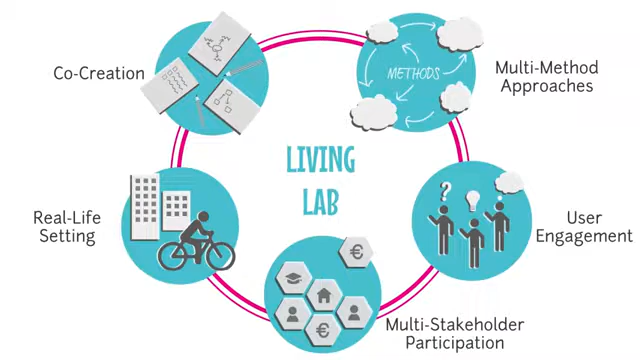 Co-Creation
METHODS
Multi-Method
Approaches
LIVING
LAB
?
Real-Life
Setting
User
Engagement
€
€
Multi-Stakeholder
Participation